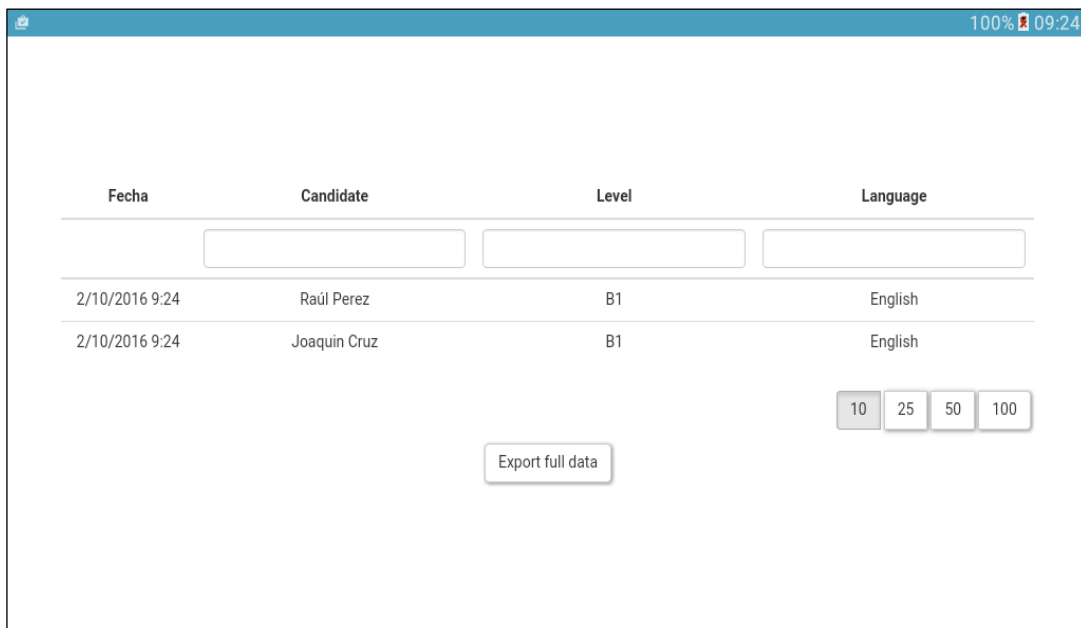 100% 09:24
Fecha Candidate Level Language
2/10/2016 9:24 Raúl Perez B1 English
2/10/2016 9:24 Joaquin Cruz B1 English
10 25 50 100
Export full data